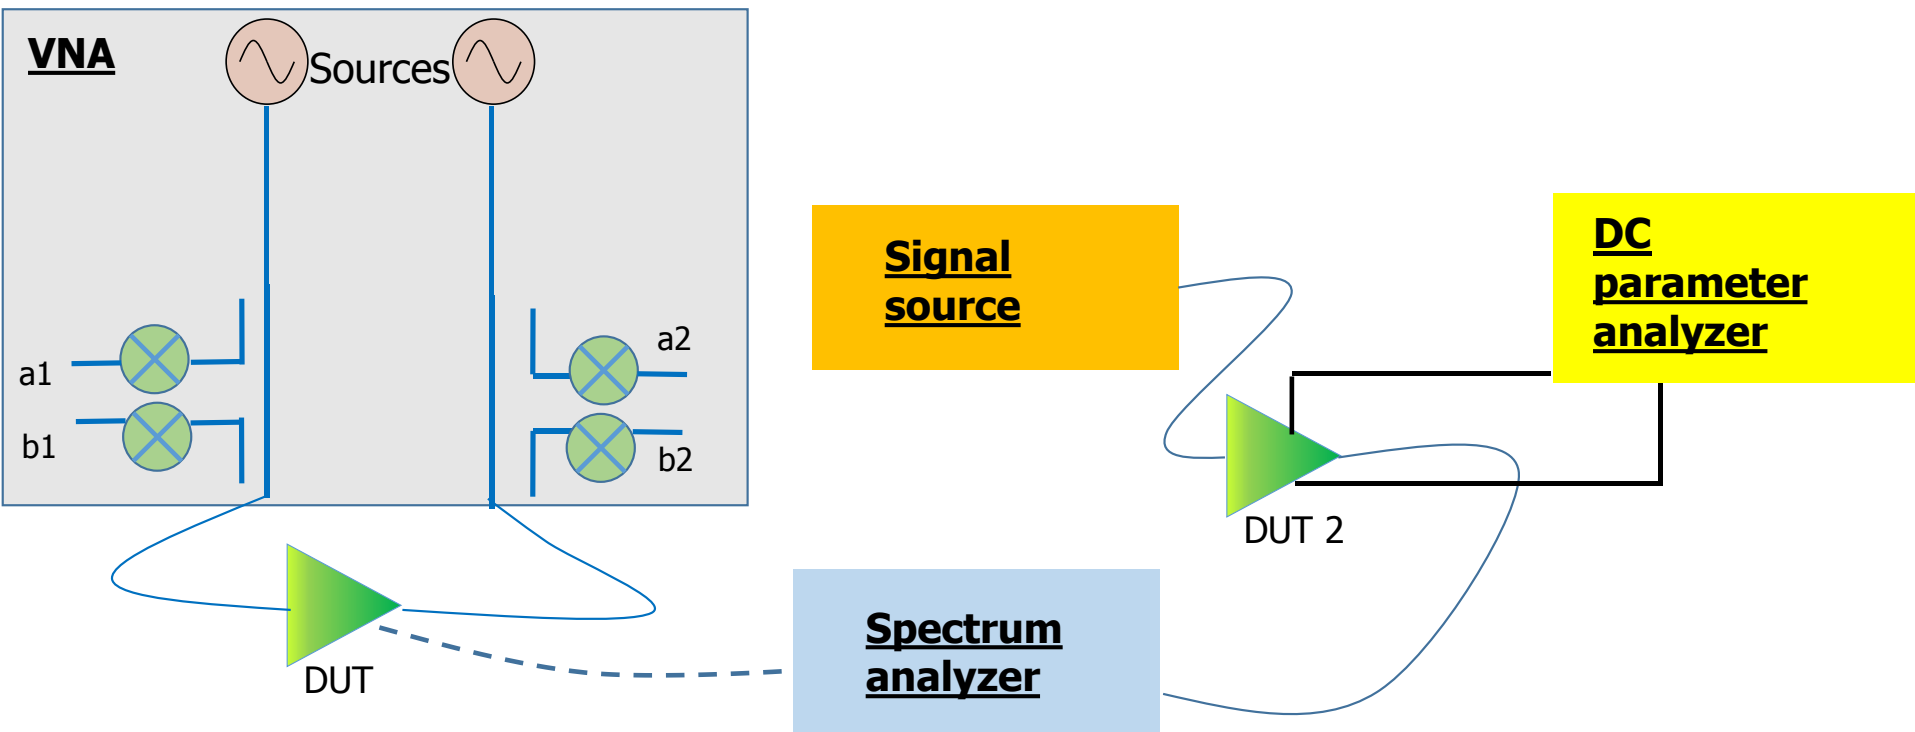 VNA
Sources
a1
b1
a2
b2
DUT
Signal
source
DC
parameter
analyzer
DUT 2
Spectrum
analyzer